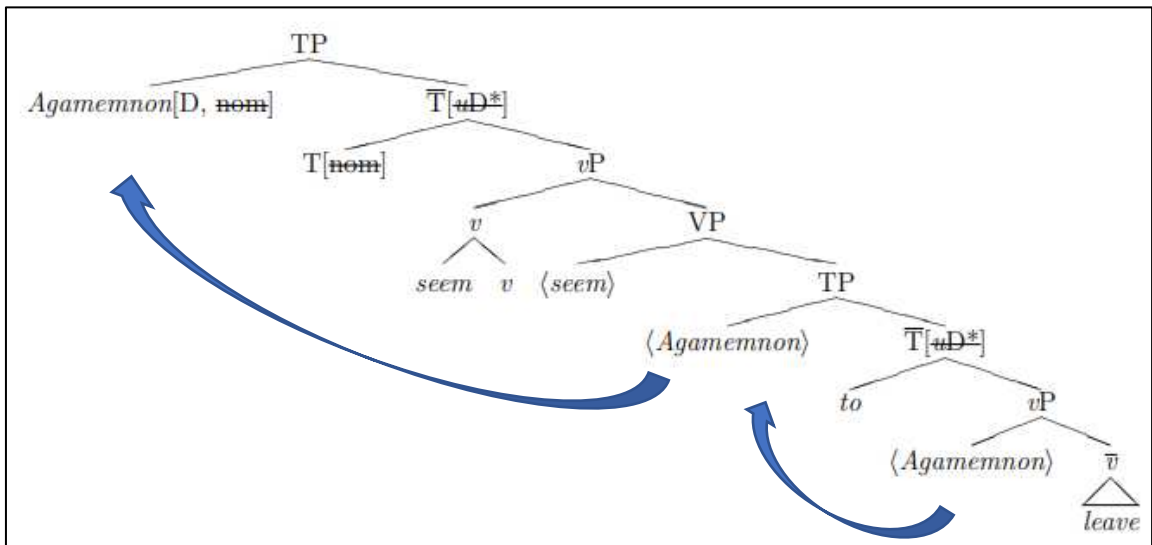 TP
Agamemnon[D, nom] T̅[uD*]
T[nom] vP
v VP
seem v ⟨seem⟩ TP
⟨Agamemnon⟩ T̅[uD*]
to vP
⟨Agamemnon⟩ v̅
leave